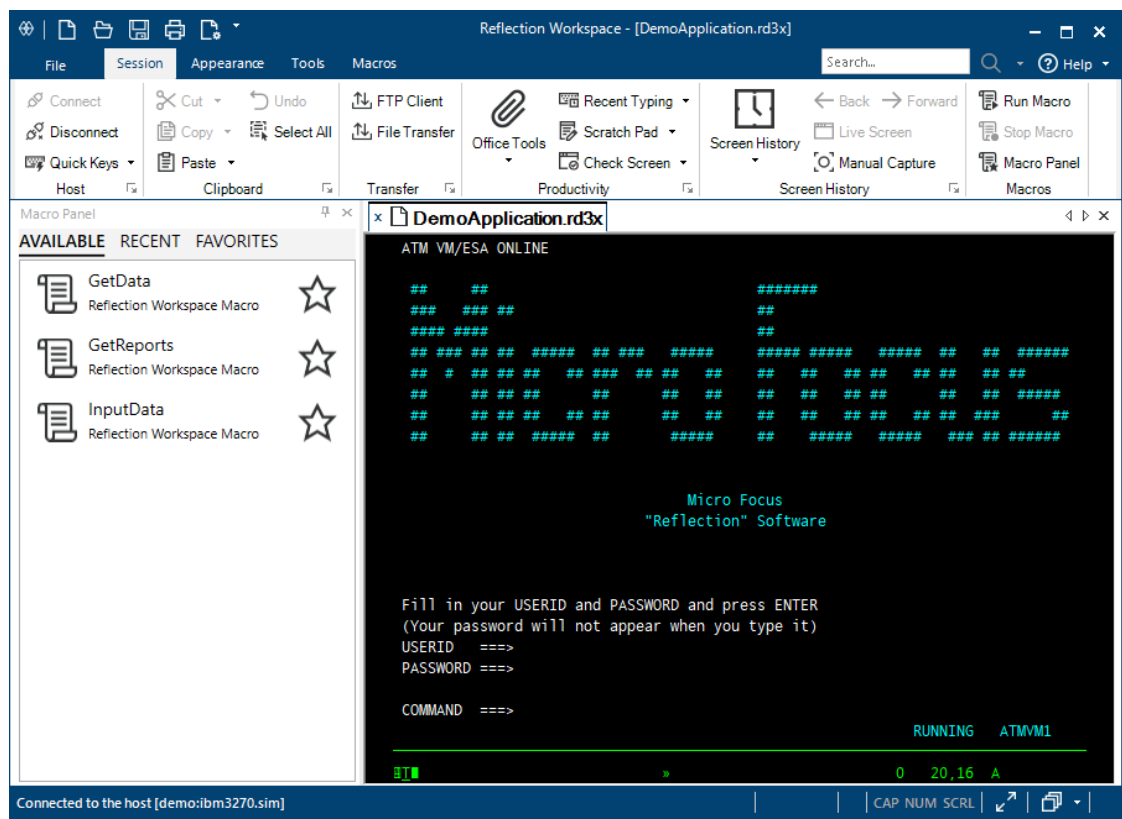 Reflection Workspace - [DemoApplication.rd3x]
File Session Appearance Tools Macros Search... Help
Connect Cut Undo FTP Client Recent Typing Back Forward Run Macro
Disconnect Copy Select All File Transfer Office Tools Scratch Pad Screen History Live Screen Stop Macro
Quick Keys Paste Check Screen Manual Capture Macro Panel
Host Clipboard Transfer Productivity Screen History Macros
Macro Panel
AVAILABLE RECENT FAVORITES
GetData
Reflection Workspace Macro
GetReports
Reflection Workspace Macro
InputData
Reflection Workspace Macro
x DemoApplication.rd3x
ATM VM/ESA ONLINE
Micro Focus
Micro Focus
"Reflection" Software
Fill in your USERID and PASSWORD and press ENTER
(Your password will not appear when you type it)
USERID ===>
PASSWORD ===>
COMMAND ===>
RUNNING ATMVM1
» 0 20,16 A
Connected to the host [demo:ibm3270.sim] CAP NUM SCRL